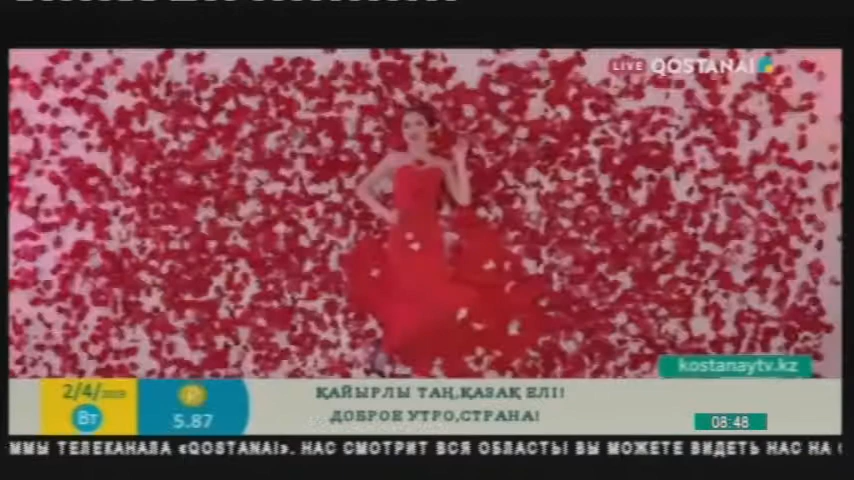 LIVE QOSTANAI
kostanaytv.kz
2/4/2019
Вт
₽
5.87
ҚАЙЫРЛЫ ТАҢ,ҚАЗАҚ ЕЛІ!
ДОБРОЕ УТРО,СТРАНА!
08:48
ММЫ ТЕЛЕКАНАЛА «QOSTANAI». НАС СМОТРИТ ВСЯ ОБЛАСТЬ! ВЫ МОЖЕТЕ ВИДЕТЬ НАС НА